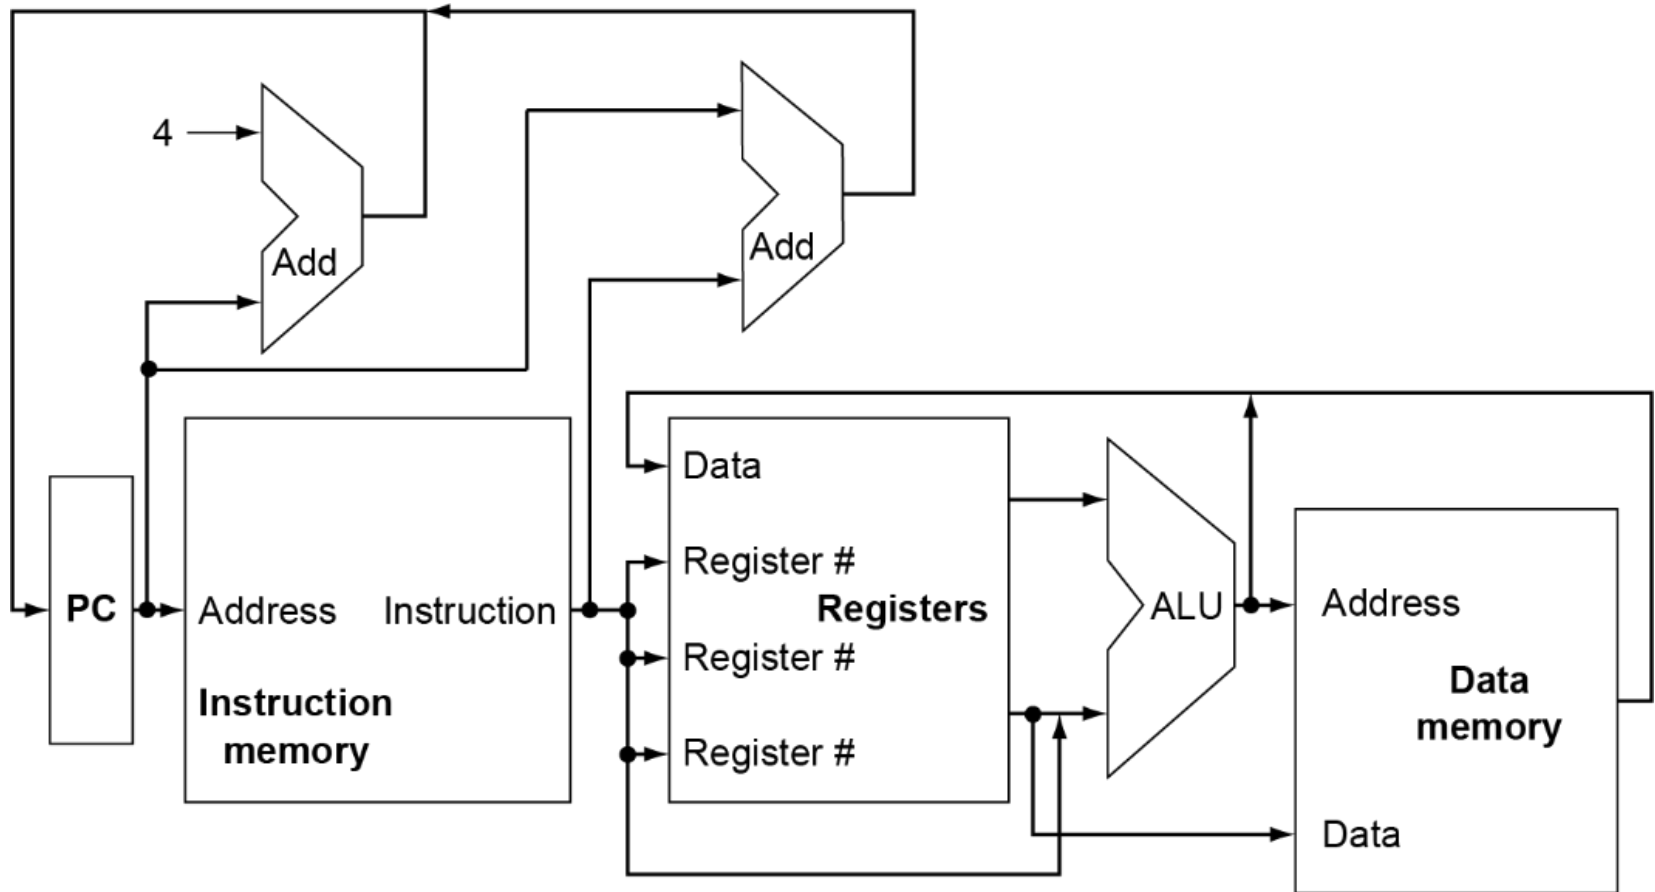 4
Add
Add
Data
Register #
PC
Address
Instruction
Registers
ALU
Address
Register #
Instruction
memory
Data
memory
Register #
Data